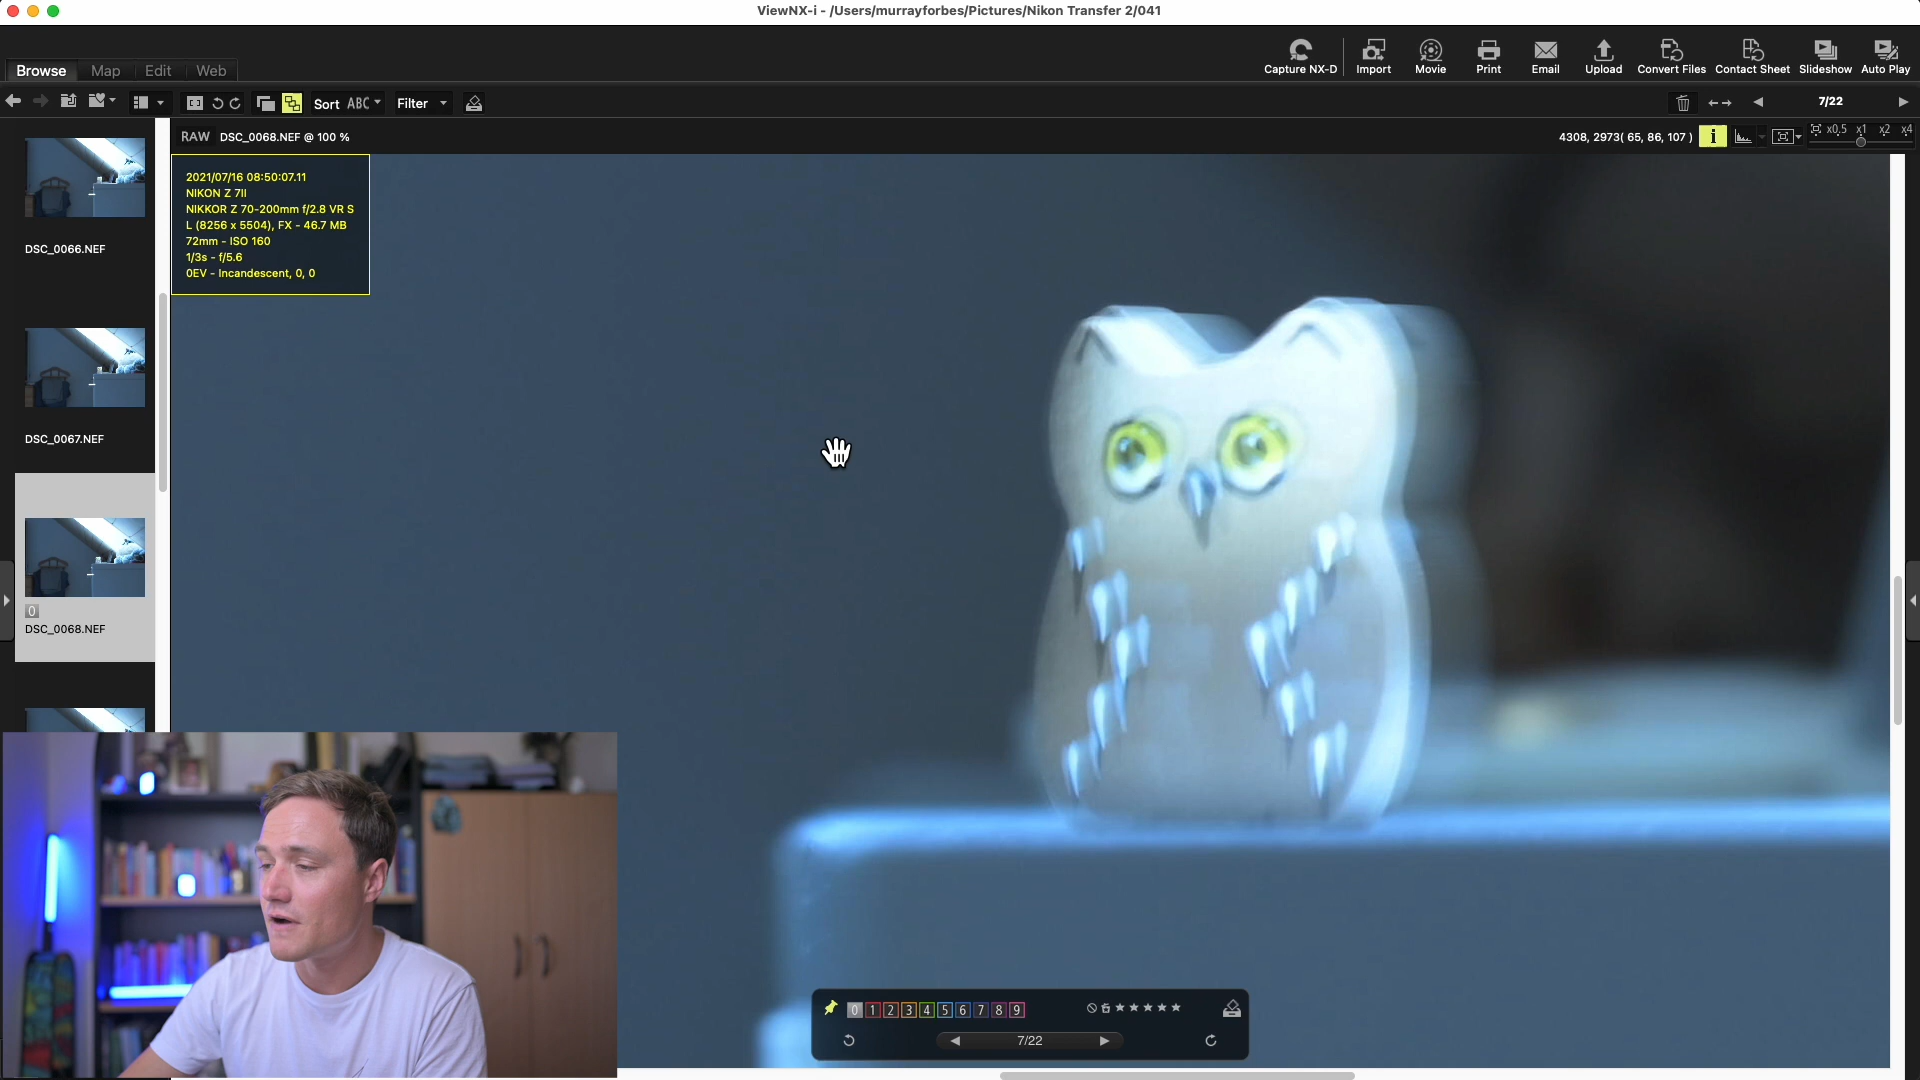 ViewNX-i - /Users/murrayforbes/Pictures/Nikon Transfer 2/041
Browse Map Edit Web
Capture NX-D Import Movie Print Email Upload Convert Files Contact Sheet Slideshow Auto Play
Sort ABC Filter 7/22
RAW DSC_0068.NEF @ 100 % 4308, 2973( 65, 86, 107 ) i x0.5 x1 x2 x4
2021/07/16 08:50:07.11
NIKON Z 7II
NIKKOR Z 70-200mm f/2.8 VR S
L (8256 x 5504), FX - 46.7 MB
72mm - ISO 160
1/3s - f/5.6
0EV - Incandescent, 0, 0
DSC_0066.NEF
DSC_0067.NEF
0
DSC_0068.NEF
0 1 2 3 4 5 6 7 8 9
7/22